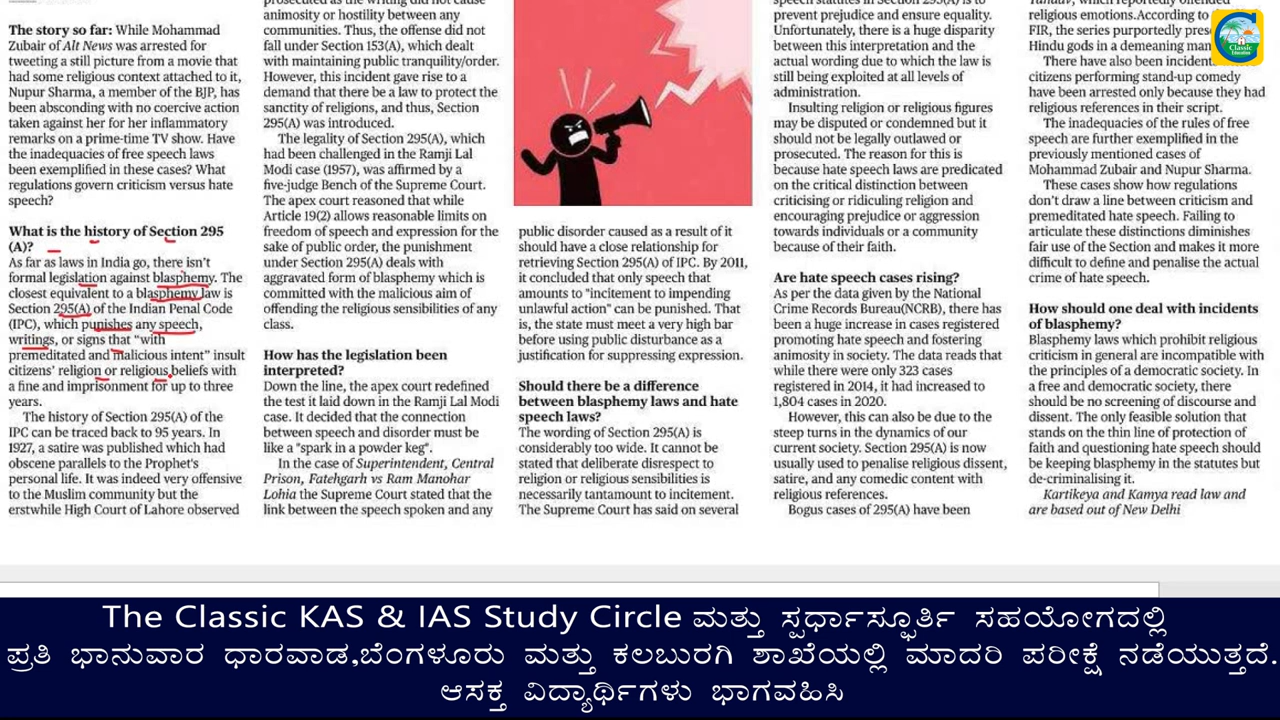 The story so far: While Mohammad
Zubair of Alt News was arrested for
tweeting a still picture from a movie that
had some religious context attached to it,
Nupur Sharma, a member of the BJP, has
been absconding with no coercive action
taken against her for her inflammatory
remarks on a prime-time TV show. Have
the inadequacies of free speech laws
been exemplified in these cases? What
regulations govern criticism versus hate
speech?
What is the history of Section 295
(A)?
As far as laws in India go, there isn't
formal legislation against blasphemy. The
closest equivalent to a blasphemy law is
Section 295(A) of the Indian Penal Code
(IPC), which punishes any speech,
writings, or signs that "with
premeditated and malicious intent" insult
citizens' religion or religious beliefs with
a fine and imprisonment for up to three
years.
The history of Section 295(A) of the
IPC can be traced back to 95 years. In
1927, a satire was published which had
obscene parallels to the Prophet's
personal life. It was indeed very offensive
to the Muslim community but the
erstwhile High Court of Lahore observed
prosecuted as the writing did not cause
animosity or hostility between any
communities. Thus, the offense did not
fall under Section 153(A), which dealt
with maintaining public tranquility/order.
However, this incident gave rise to a
demand that there be a law to protect the
sanctity of religions, and thus, Section
295(A) was introduced.
The legality of Section 295(A), which
had been challenged in the Ramji Lal
Modi case (1957), was affirmed by a
five-judge Bench of the Supreme Court.
The apex court reasoned that while
Article 19(2) allows reasonable limits on
freedom of speech and expression for the
sake of public order, the punishment
under Section 295(A) deals with
aggravated form of blasphemy which is
committed with the malicious aim of
offending the religious sensibilities of any
class.
How has the legislation been
interpreted?
Down the line, the apex court redefined
the test it laid down in the Ramji Lal Modi
case. It decided that the connection
between speech and disorder must be
like a "spark in a powder keg".
In the case of Superintendent, Central
Prison, Fatehgarh vs Ram Manohar
Lohia the Supreme Court stated that the
link between the speech spoken and any
public disorder caused as a result of it
should have a close relationship for
retrieving Section 295(A) of IPC. By 2011,
it concluded that only speech that
amounts to "incitement to impending
unlawful action" can be punished. That
is, the state must meet a very high bar
before using public disturbance as a
justification for suppressing expression.
Should there be a difference
between blasphemy laws and hate
speech laws?
The wording of Section 295(A) is
considerably too wide. It cannot be
stated that deliberate disrespect to
religion or religious sensibilities is
necessarily tantamount to incitement.
The Supreme Court has said on several
speech statutes in Section 295(A) is to
prevent prejudice and ensure equality.
Unfortunately, there is a huge disparity
between this interpretation and the
actual wording due to which the law is
still being exploited at all levels of
administration.
Insulting religion or religious figures
may be disputed or condemned but it
should not be legally outlawed or
prosecuted. The reason for this is
because hate speech laws are predicated
on the critical distinction between
criticising or ridiculing religion and
encouraging prejudice or aggression
towards individuals or a community
because of their faith.
Are hate speech cases rising?
As per the data given by the National
Crime Records Bureau(NCRB), there has
been a huge increase in cases registered
promoting hate speech and fostering
animosity in society. The data reads that
while there were only 323 cases
registered in 2014, it had increased to
1,804 cases in 2020.
However, this can also be due to the
steep turns in the dynamics of our
current society. Section 295(A) is now
usually used to penalise religious dissent,
satire, and any comedic content with
religious references.
Bogus cases of 295(A) have been
Tandav, which reportedly offended
religious emotions.According to
FIR, the series purportedly
Hindu gods in a demeaning
There have also been
citizens performing stand-up comedy
have been arrested only because they had
religious references in their script.
The inadequacies of the rules of free
speech are further exemplified in the
previously mentioned cases of
Mohammad Zubair and Nupur Sharma.
These cases show how regulations
don't draw a line between criticism and
premeditated hate speech. Failing to
articulate these distinctions diminishes
fair use of the Section and makes it more
difficult to define and penalise the actual
crime of hate speech.
How should one deal with incidents
of blasphemy?
Blasphemy laws which prohibit religious
criticism in general are incompatible with
the principles of a democratic society. In
a free and democratic society, there
should be no screening of discourse and
dissent. The only feasible solution that
stands on the thin line of protection of
faith and questioning hate speech should
be keeping blasphemy in the statutes but
de-criminalising it.
Kartikeya and Kamya read law and
are based out of New Delhi
Classic
Education
The Classic KAS & IAS Study Circle ಮತ್ತು ಸ್ಪರ್ಧಾಸ್ಫೂರ್ತಿ ಸಹಯೋಗದಲ್ಲಿ
ಪ್ರತಿ ಭಾನುವಾರ ಧಾರವಾಡ,ಬೆಂಗಳೂರು ಮತ್ತು ಕಲಬುರಗಿ ಶಾಖೆಯಲ್ಲಿ ಮಾದರಿ ಪರೀಕ್ಷೆ ನಡೆಯುತ್ತದೆ.
ಆಸಕ್ತ ವಿದ್ಯಾರ್ಥಿಗಳು ಭಾಗವಹಿಸಿ